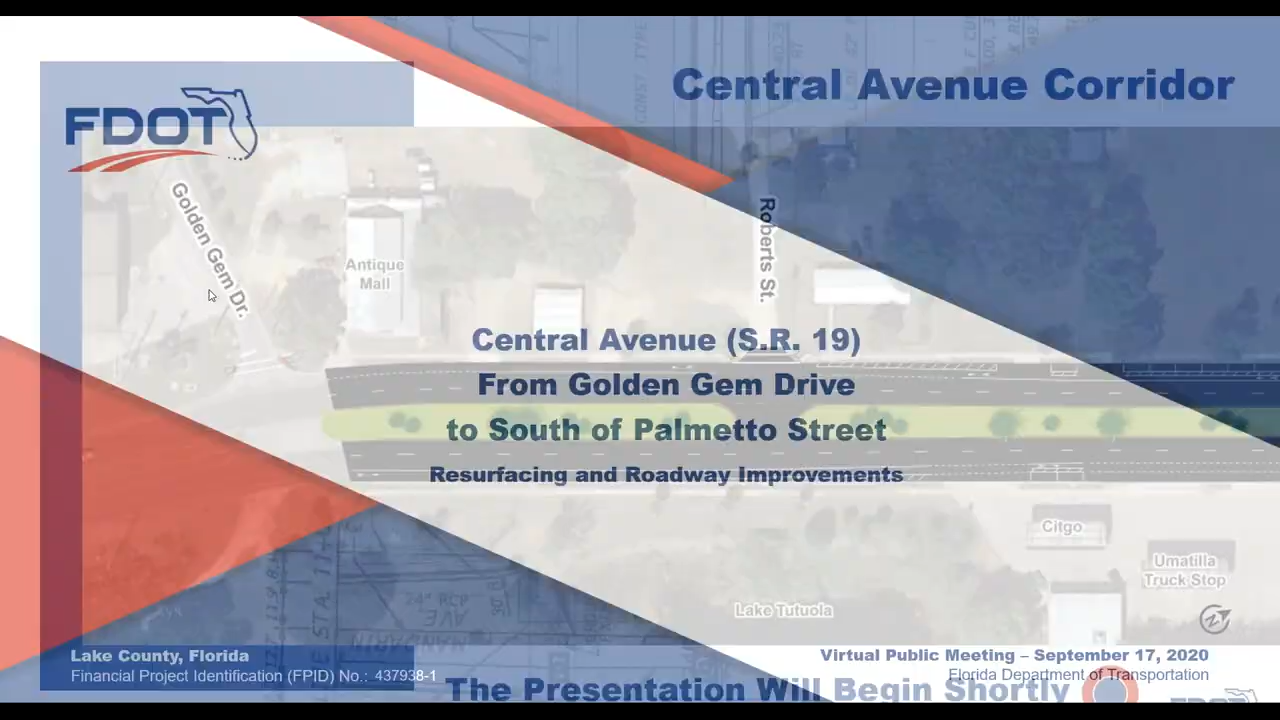 Central Avenue Corridor
FDOT
Golden Gem Dr.
Antique
Mall
Roberts St.
Central Avenue (S.R. 19)
From Golden Gem Drive
to South of Palmetto Street
Resurfacing and Roadway Improvements
Citgo
Umatilla
Truck Stop
Lake Tutuola
24" RCP
Lake County, Florida
Financial Project Identification (FPID) No.: 437938-1
Virtual Public Meeting – September 17, 2020
Florida Department of Transportation
The Presentation Will Begin Shortly
FDOT